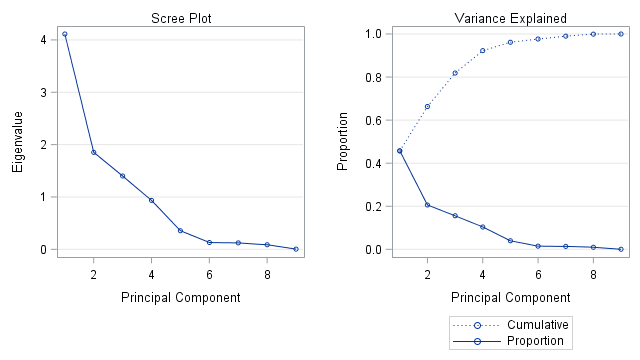 Scree Plot
4
3
2
1
0
Eigenvalue
2
4
6
8
Principal Component
Variance Explained
1.0
0.8
0.6
0.4
0.2
0.0
Proportion
2
4
6
8
Principal Component
Cumulative
Proportion